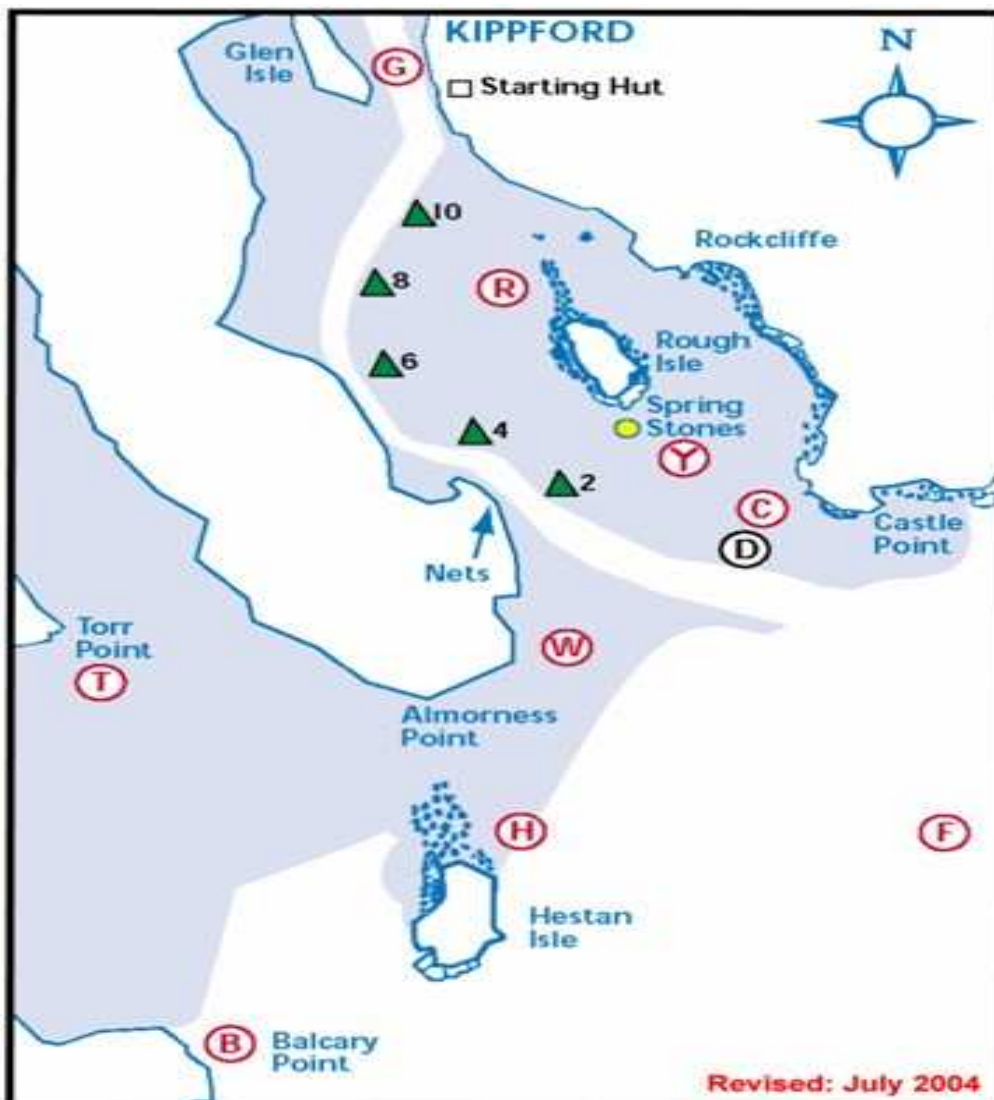 KIPPFORD
Glen
Isle
G
N
Starting Hut
10
Rockcliffe
8
R
Rough
Isle
6
Spring
Stones
4
Y
2
C
Castle
Point
D
Nets
Torr
Point
W
T
Almorness
Point
H
F
Hestan
Isle
B
Balcary
Point
Revised: July 2004